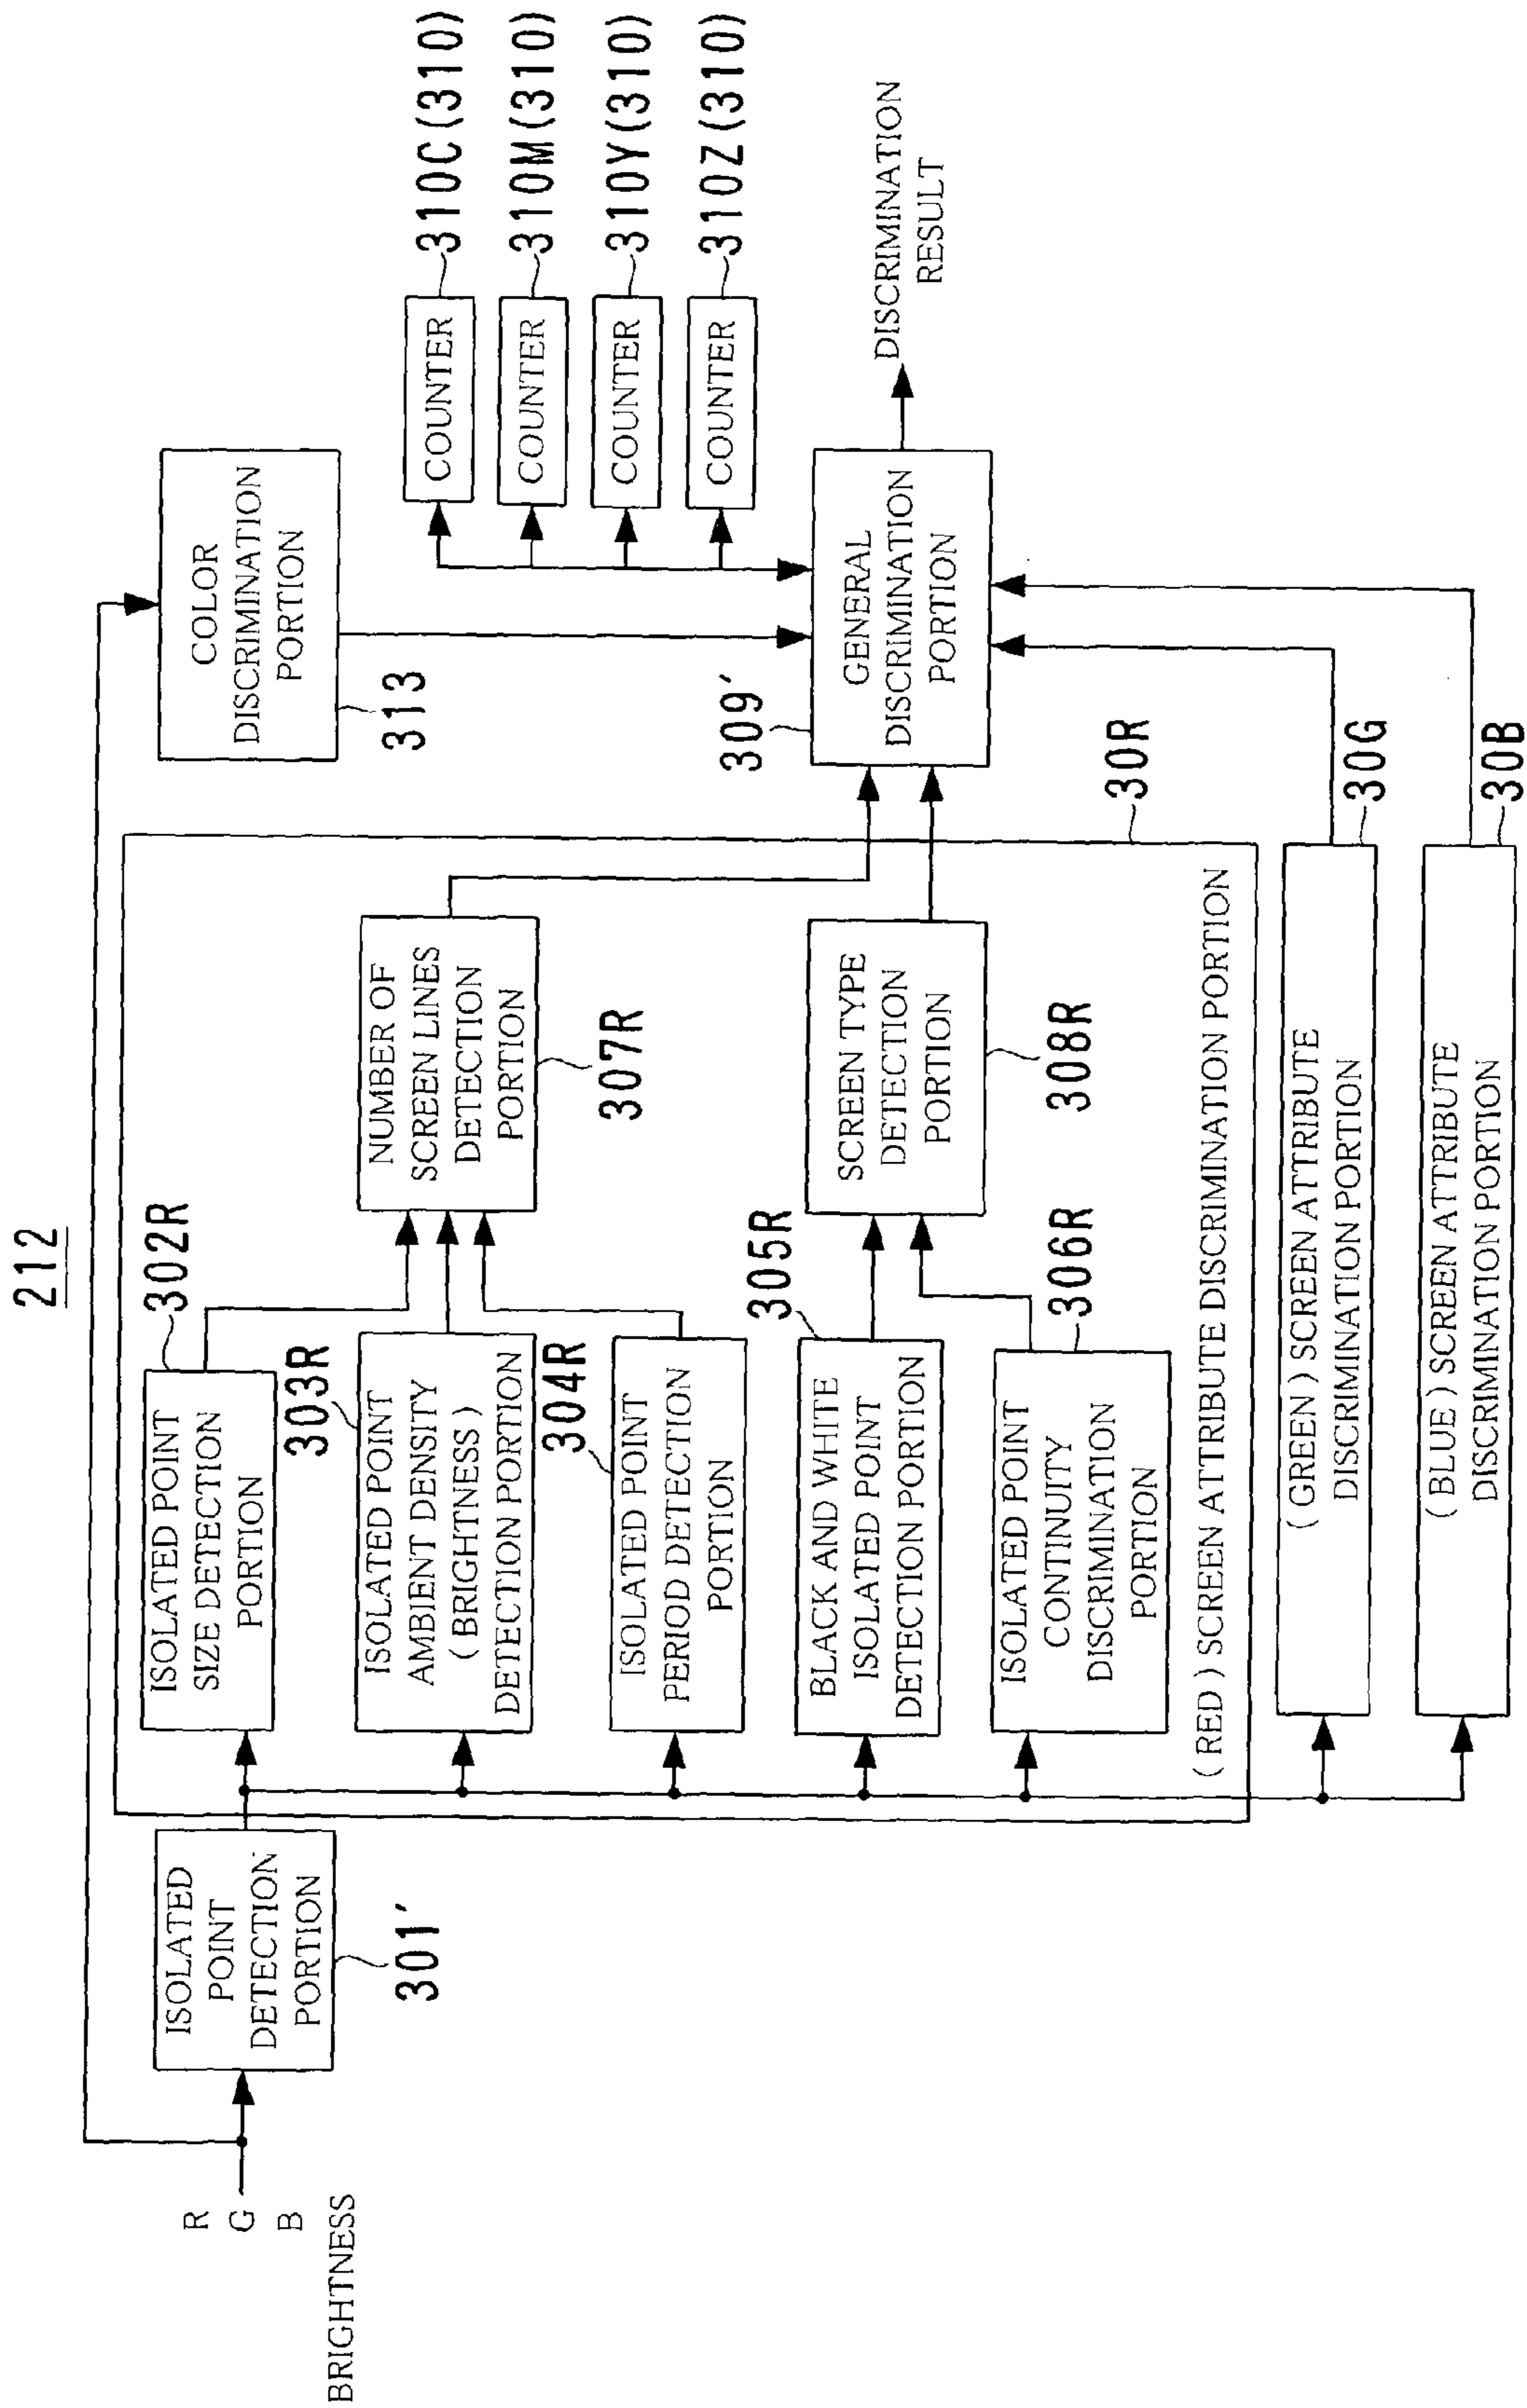 212
R
G
B
BRIGHTNESS
ISOLATED
POINT
DETECTION
PORTION
301′
ISOLATED POINT
SIZE DETECTION
PORTION
302R
ISOLATED POINT
AMBIENT DENSITY
( BRIGHTNESS )
DETECTION PORTION
303R
ISOLATED POINT
PERIOD DETECTION
PORTION
304R
BLACK AND WHITE
ISOLATED POINT
DETECTION PORTION
305R
ISOLATED POINT
CONTINUITY
DISCRIMINATION
PORTION
306R
NUMBER OF
SCREEN LINES
DETECTION
PORTION
307R
SCREEN TYPE
DETECTION
PORTION
308R
( RED ) SCREEN ATTRIBUTE DISCRIMINATION PORTION
30R
( GREEN ) SCREEN ATTRIBUTE
DISCRIMINATION PORTION
30G
( BLUE ) SCREEN ATTRIBUTE
DISCRIMINATION PORTION
30B
COLOR
DISCRIMINATION
PORTION
313
GENERAL
DISCRIMINATION
PORTION
309′
COUNTER
310C(310)
COUNTER
310M(310)
COUNTER
310Y(310)
COUNTER
310Z(310)
DISCRIMINATION
RESULT